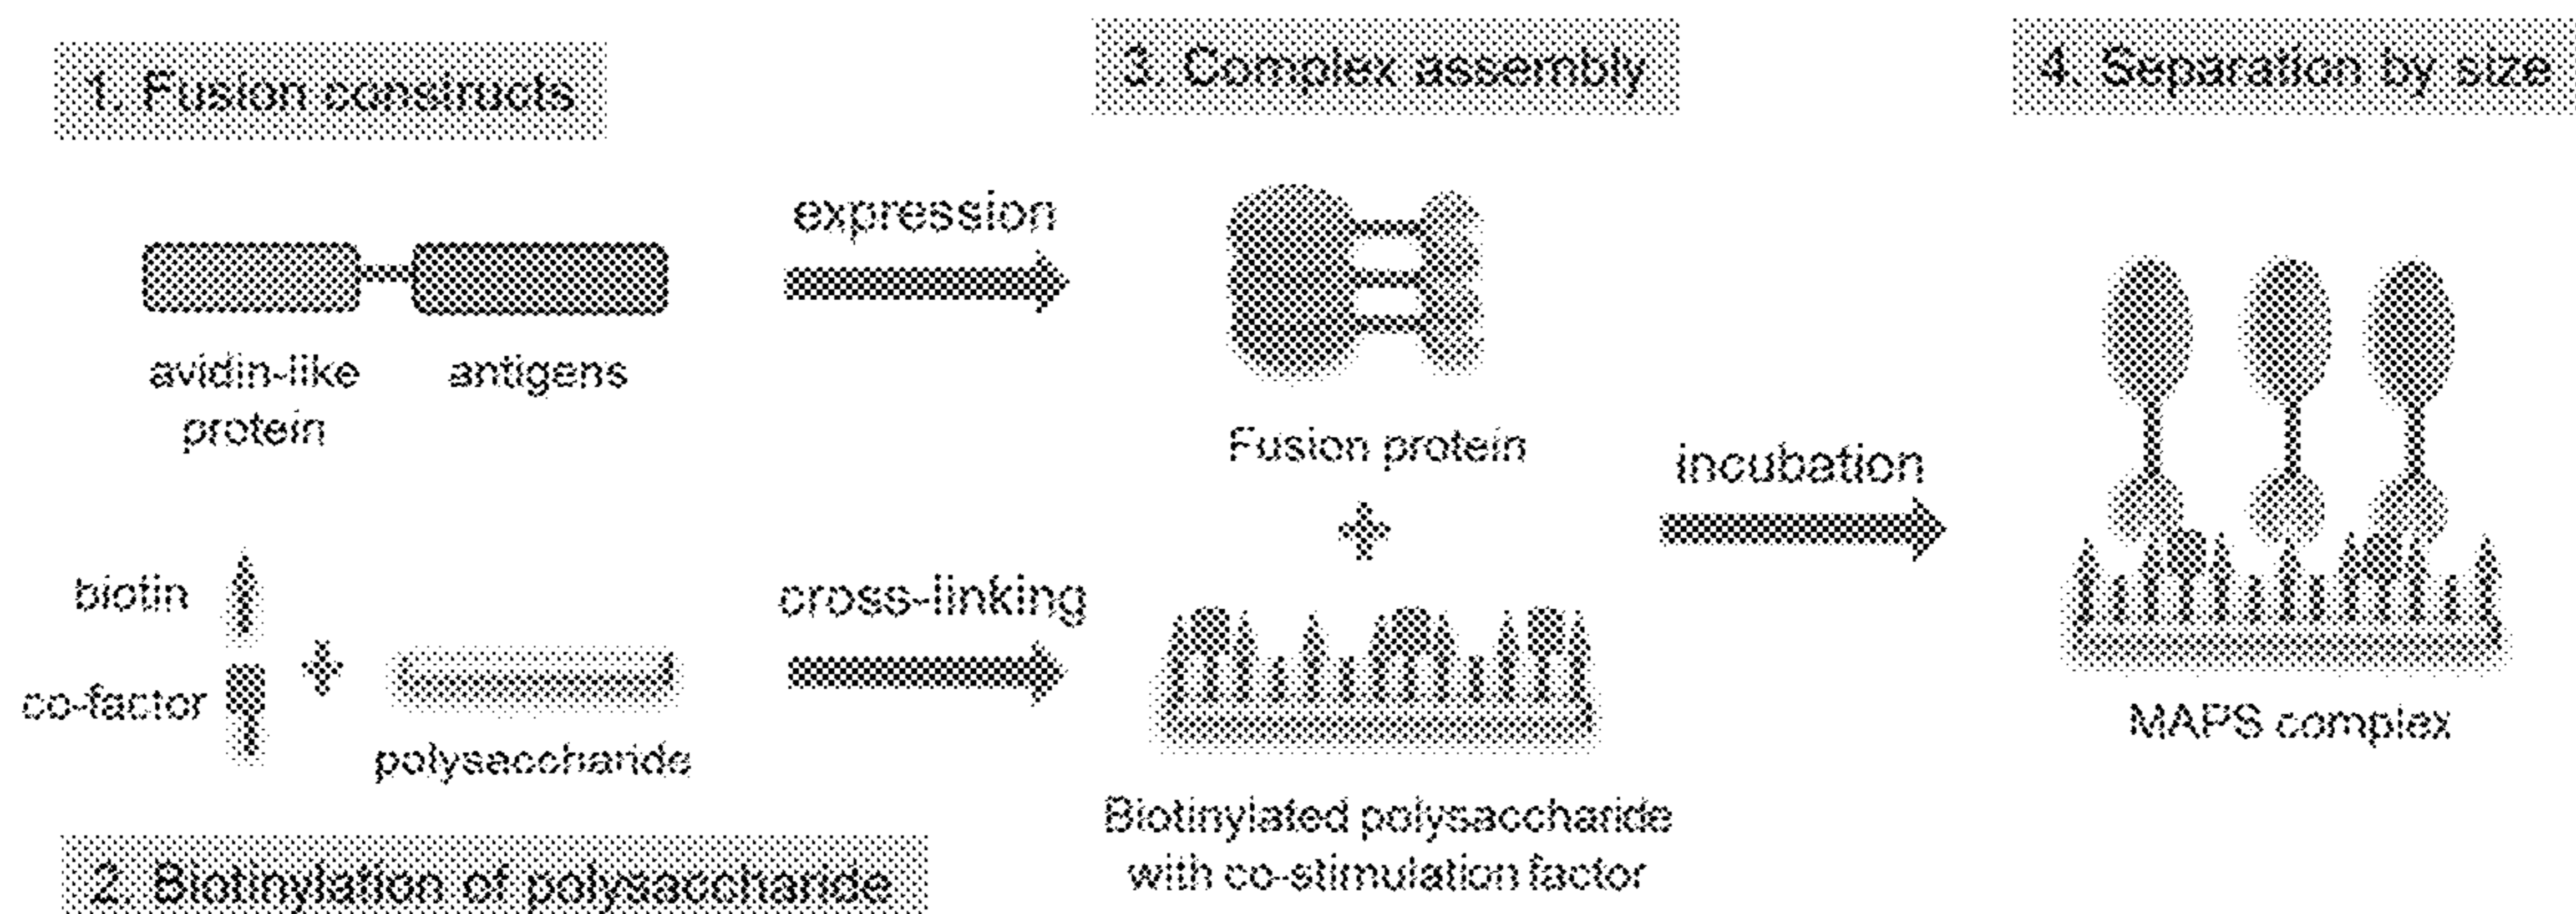 1. Fusion constructs
3. Complex assembly
4. Separation by size
expression
avidin-like
protein
antigens
Fusion protein
incubation
biotin
co-factor
polysaccharide
cross-linking
Biotinylated polysaccharide
with co-stimulation factor
MAPS complex
2. Biotinylation of polysaccharide